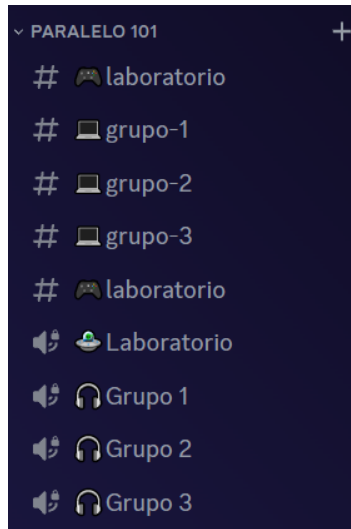 PARALELO 101
# 🎮laboratorio
# 💻grupo-1
# 💻grupo-2
# 💻grupo-3
# 🎮laboratorio
🛸Laboratorio
🎧Grupo 1
🎧Grupo 2
🎧Grupo 3